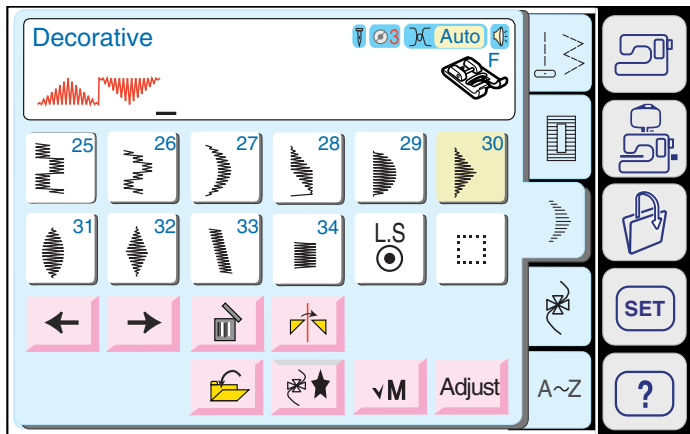 Decorative
3
Auto
F
25 26 27 28 29 30
31 32 33 34 L.S
SET
M Adjust A~Z ?